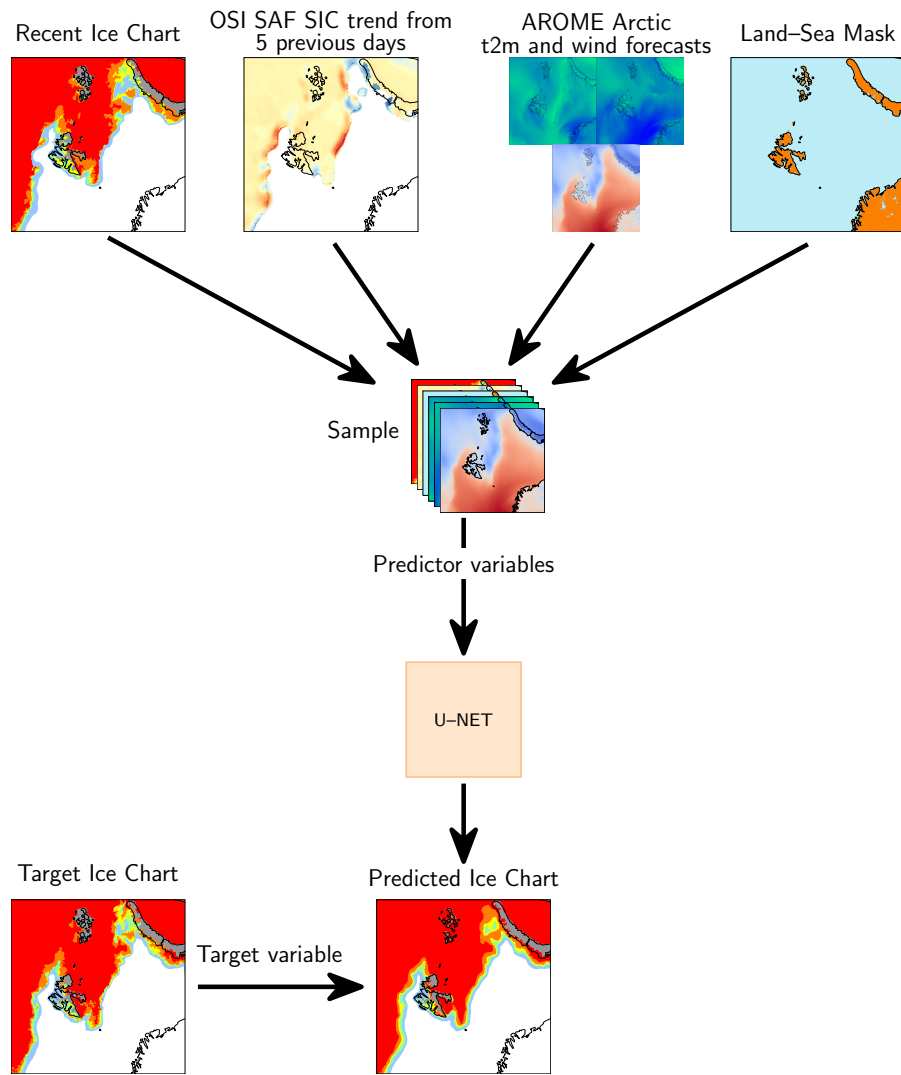 Recent Ice Chart
OSI SAF SIC trend from
5 previous days
AROME Arctic
t2m and wind forecasts
Land–Sea Mask
Sample
Predictor variables
U–NET
Target Ice Chart
Predicted Ice Chart
Target variable